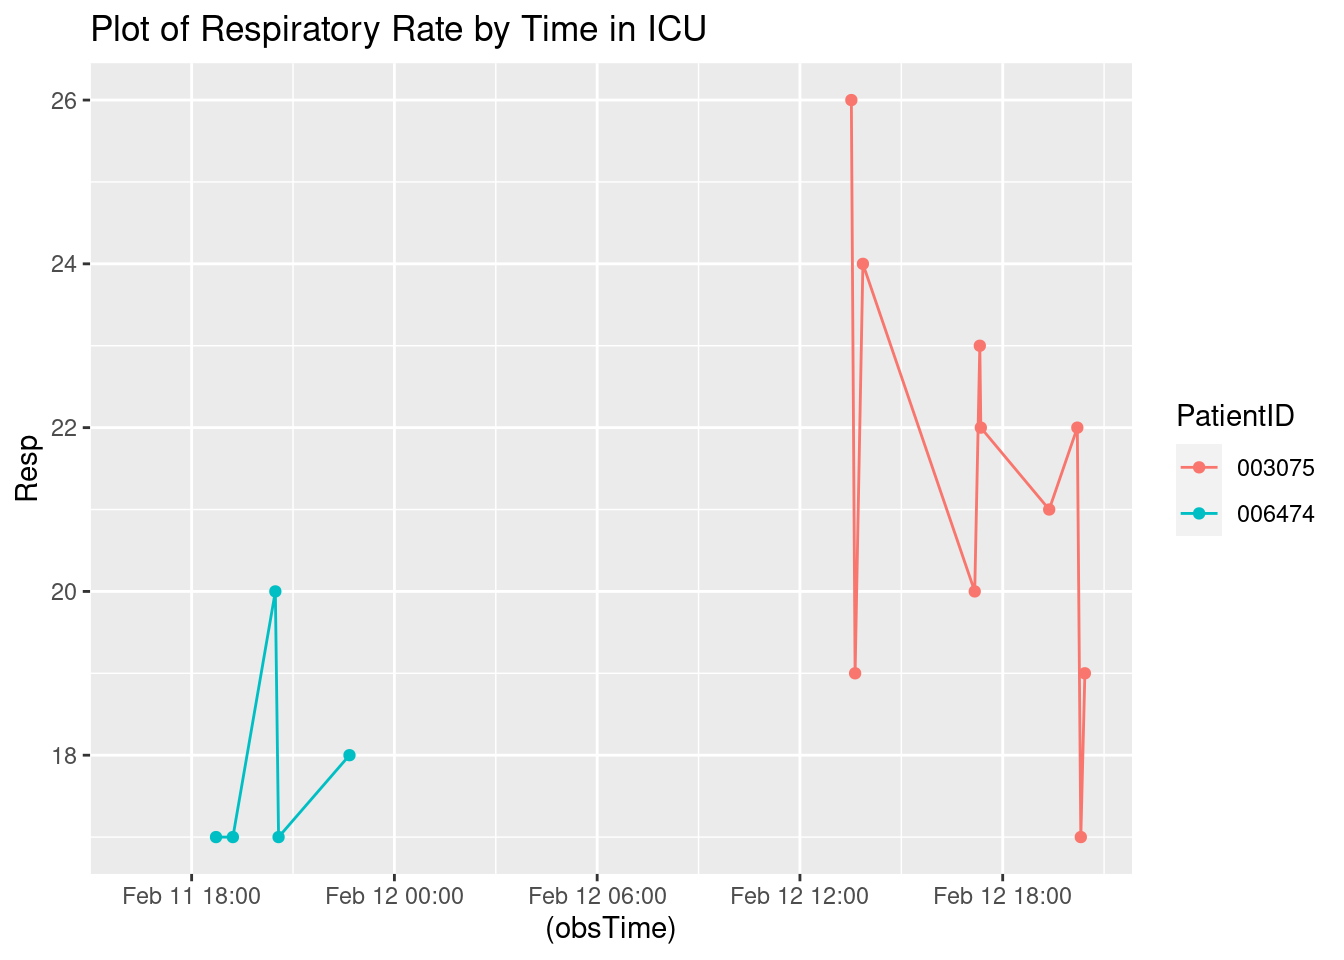 Plot of Respiratory Rate by Time in ICU
26
24
22
20
18
Resp
Feb 11 18:00
Feb 12 00:00
Feb 12 06:00
Feb 12 12:00
Feb 12 18:00
(obsTime)
PatientID
003075
006474